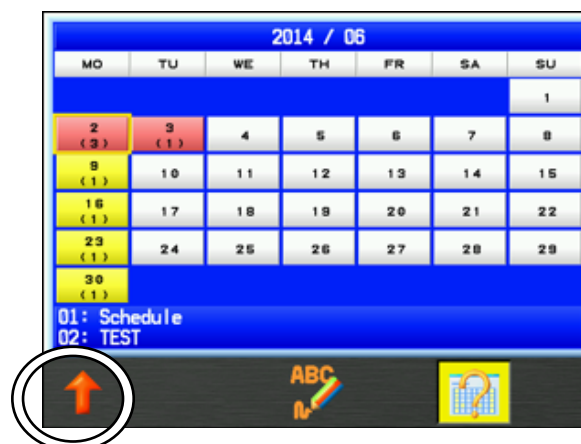 2014 / 06
MO TU WE TH FR SA SU
1
2 3 4 5 6 7 8
(3) (1)
9 10 11 12 13 14 15
(1)
16 17 18 19 20 21 22
(1)
23 24 25 26 27 28 29
(1)
30
(1)
01: Schedule
02: TEST
ABC
?